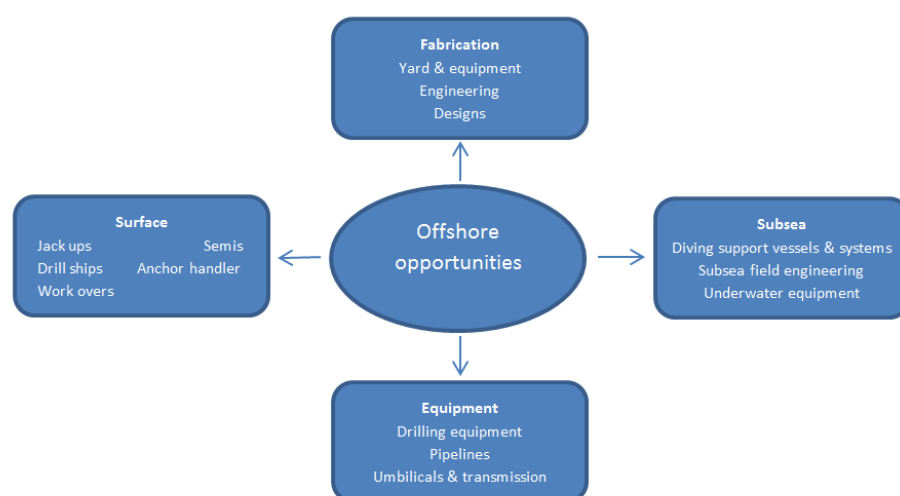 Fabrication
Yard & equipment
Engineering
Designs
Offshore
opportunities
Surface
Jack ups Semis
Drill ships Anchor handler
Work overs
Subsea
Diving support vessels & systems
Subsea field engineering
Underwater equipment
Equipment
Drilling equipment
Pipelines
Umbilicals & transmission